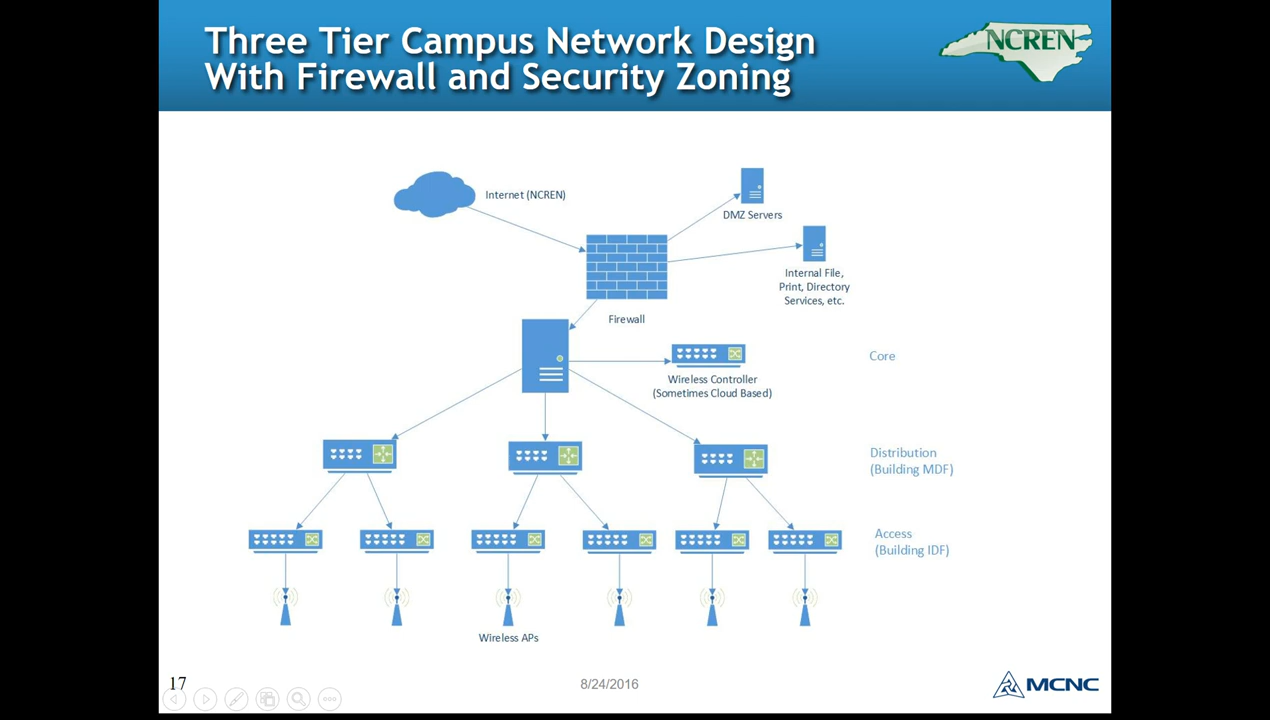 Three Tier Campus Network Design
With Firewall and Security Zoning
NCREN
Internet (NCREN)
DMZ Servers
Internal File,
Print, Directory
Services, etc.
Firewall
Core
Wireless Controller
(Sometimes Cloud Based)
Distribution
(Building MDF)
Access
(Building IDF)
Wireless APs
17
8/24/2016
MCNC